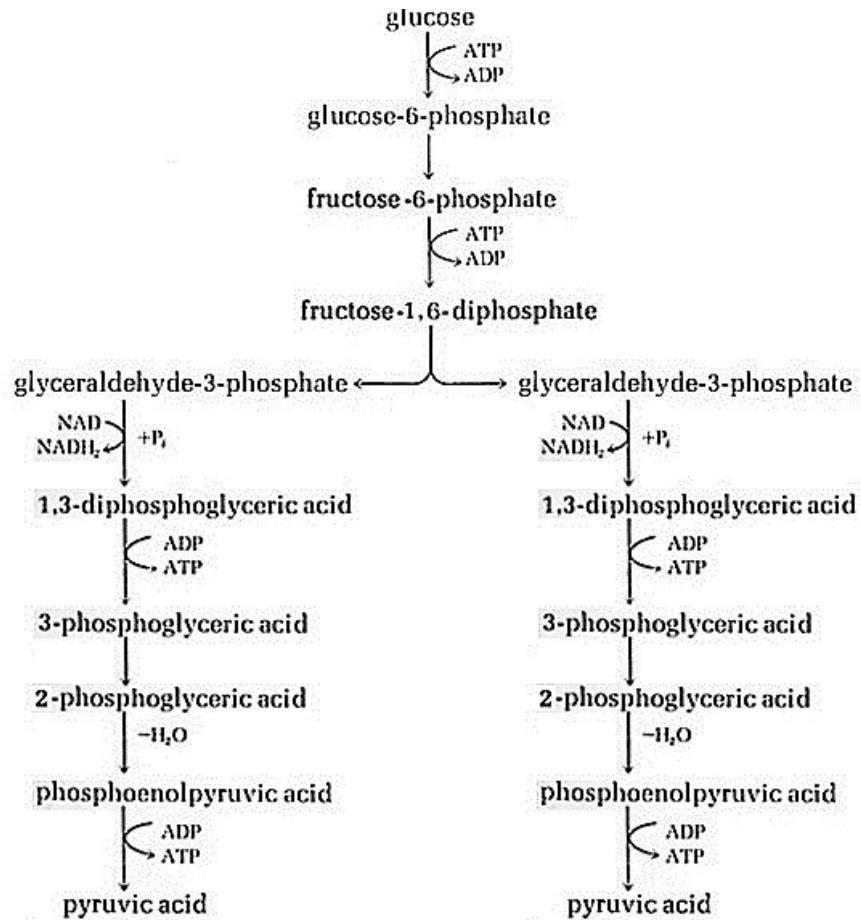 glucose
ATP
ADP
glucose-6-phosphate
fructose-6-phosphate
ATP
ADP
fructose-1,6-diphosphate
glyceraldehyde-3-phosphate
glyceraldehyde-3-phosphate
NAD
NADH₂
+Pᵢ
NAD
NADH₂
+Pᵢ
1,3-diphosphoglyceric acid
1,3-diphosphoglyceric acid
ADP
ATP
ADP
ATP
3-phosphoglyceric acid
3-phosphoglyceric acid
2-phosphoglyceric acid
2-phosphoglyceric acid
–H₂O
–H₂O
phosphoenolpyruvic acid
phosphoenolpyruvic acid
ADP
ATP
ADP
ATP
pyruvic acid
pyruvic acid